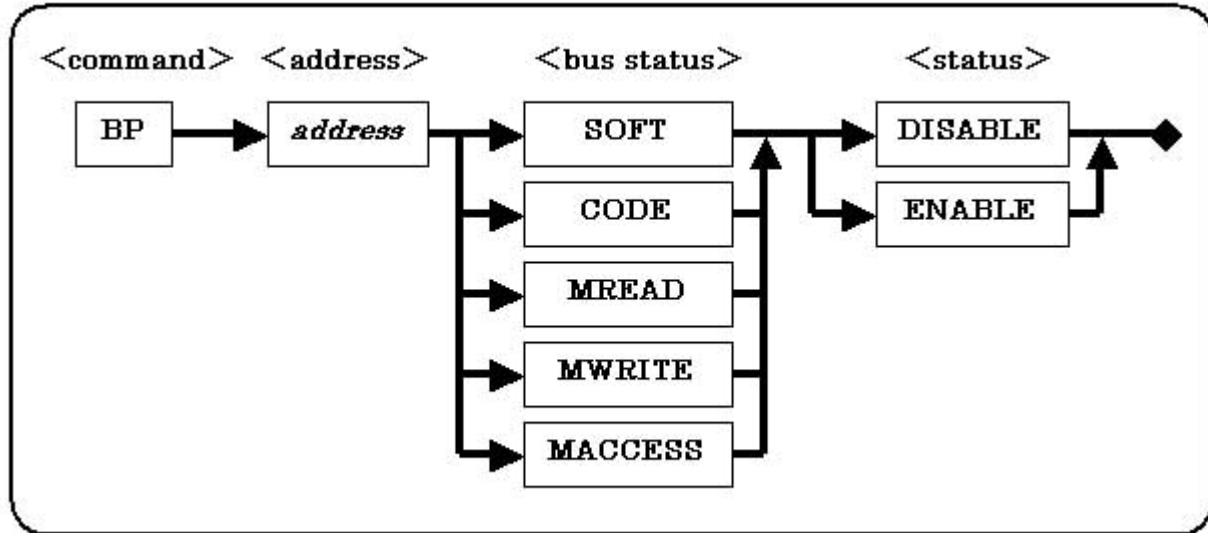 <command> <address> <bus status> <status>
BP address SOFT DISABLE
CODE ENABLE
MREAD
MWRITE
MACCESS